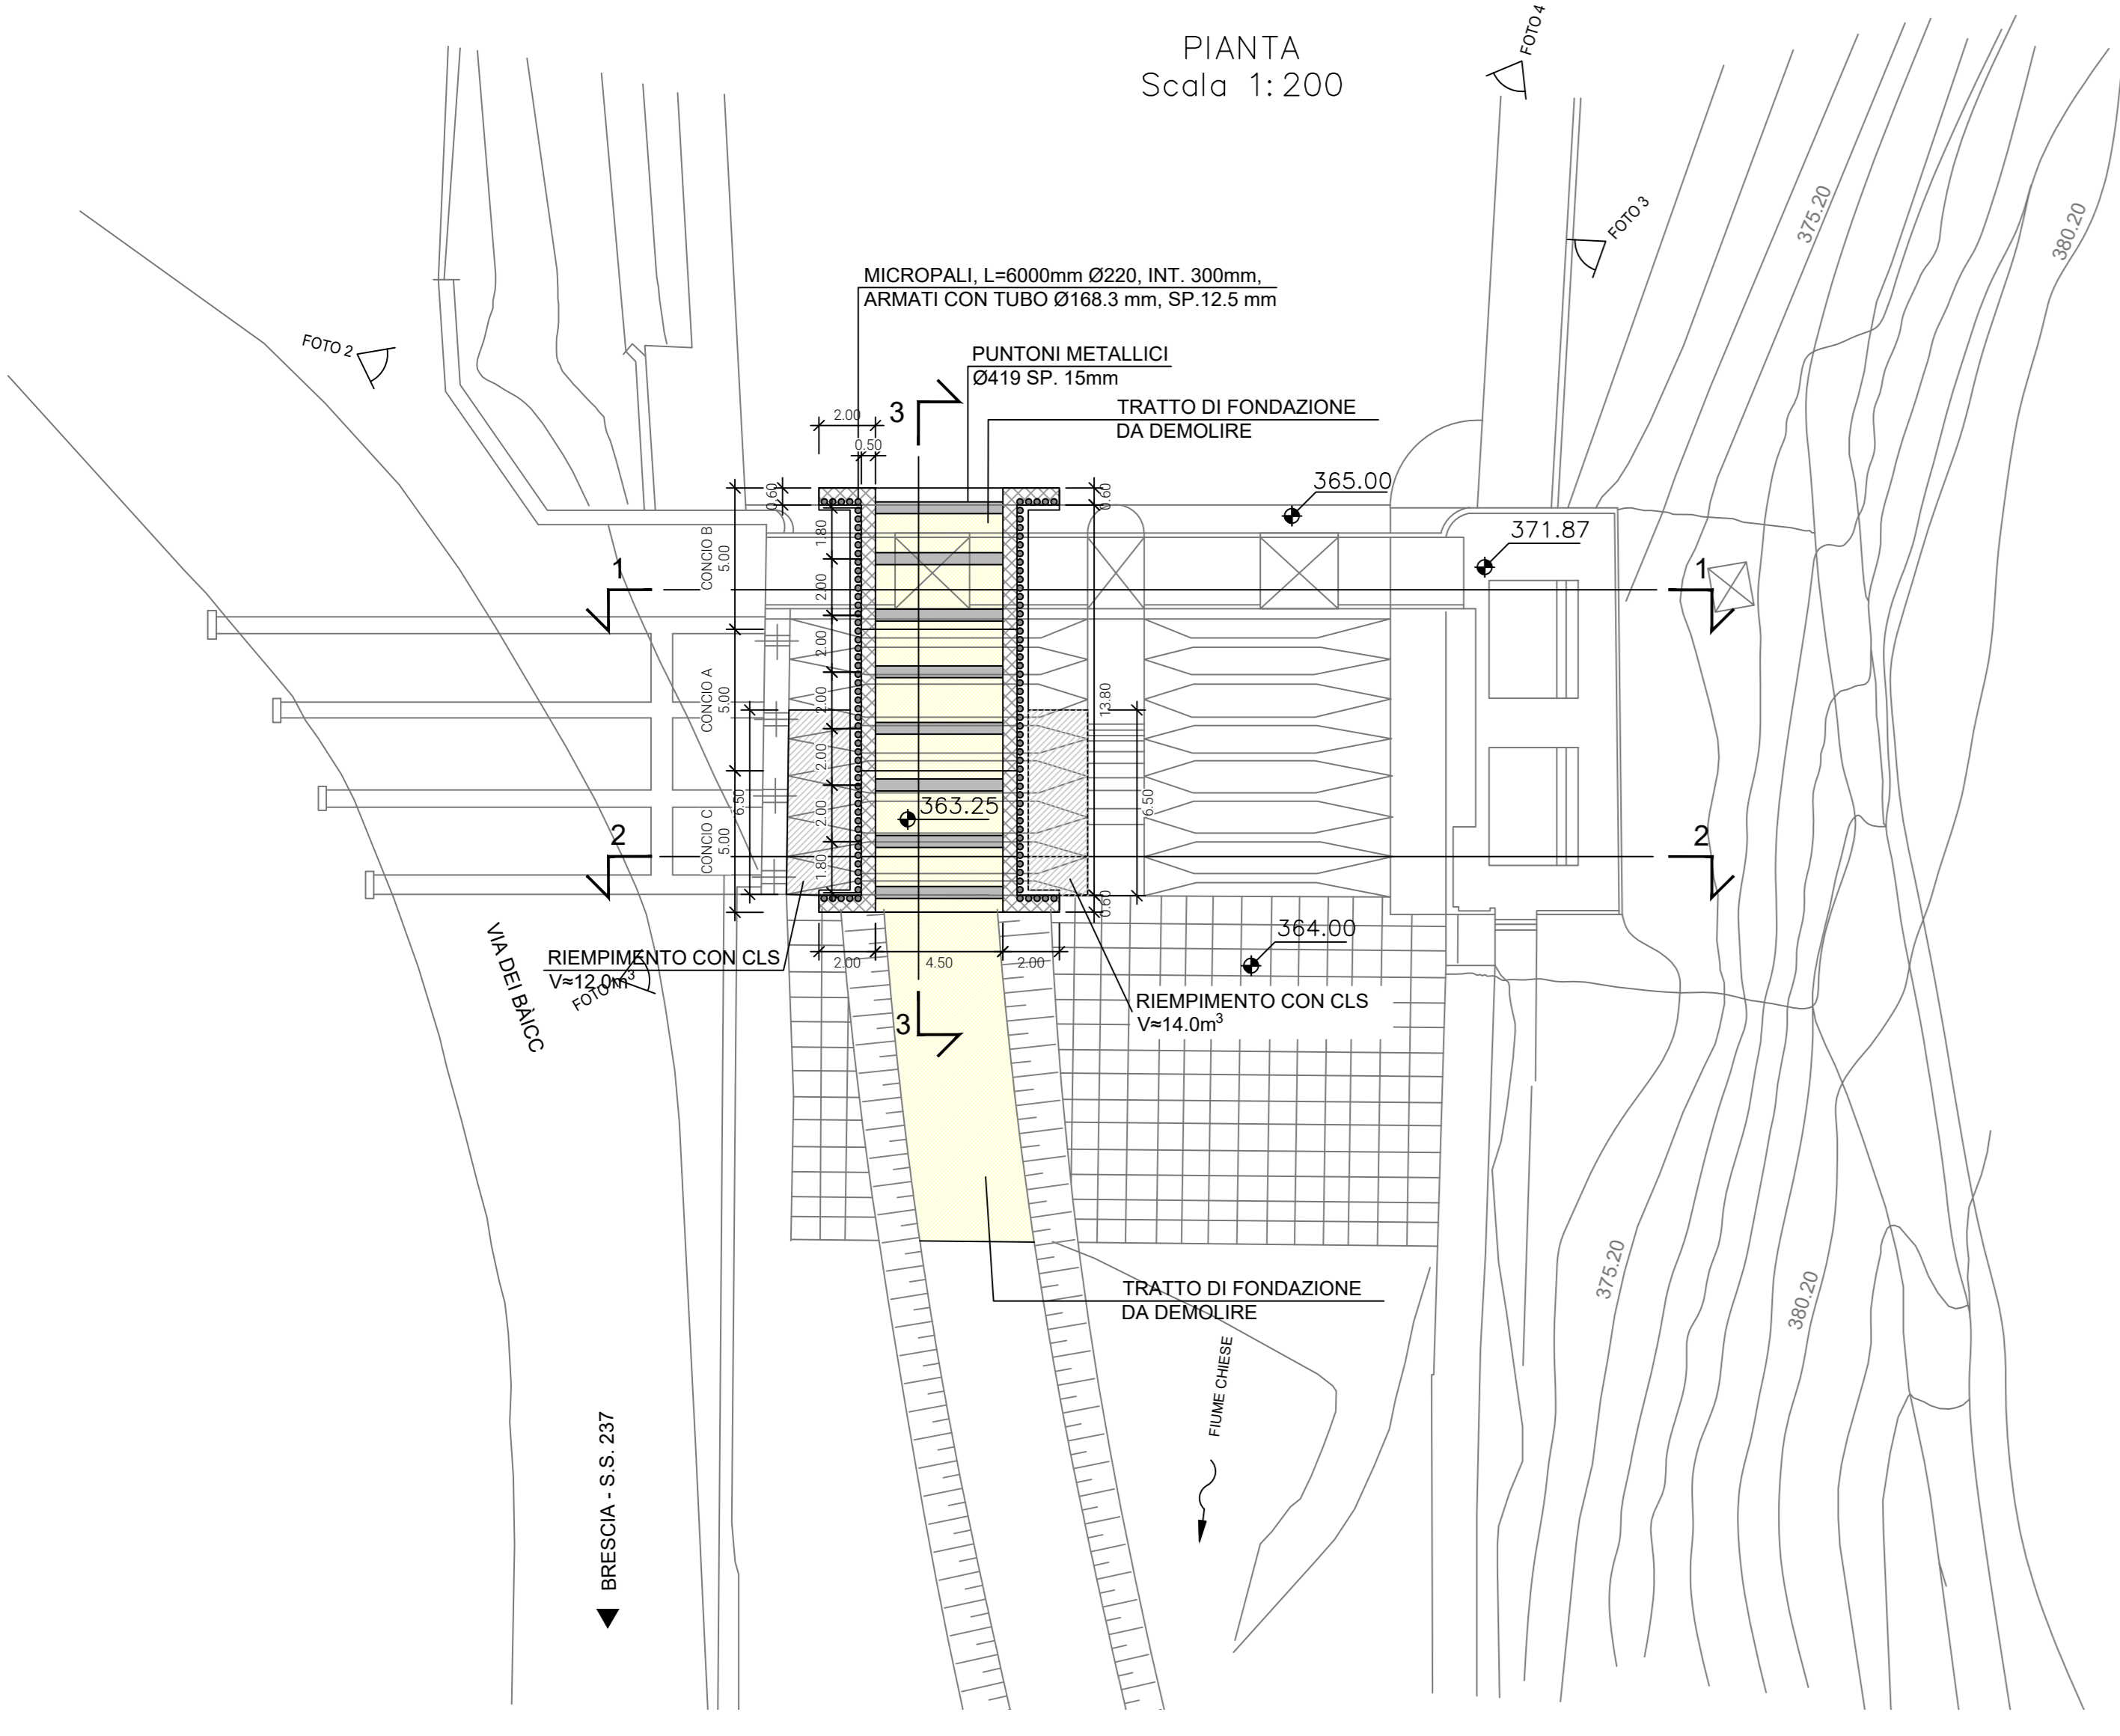 PIANTA
Scala 1:200
FOTO 4
FOTO 3
375.20
380.20
MICROPALI, L=6000mm Ø220, INT. 300mm,
ARMATI CON TUBO Ø168.3 mm, SP.12.5 mm
FOTO 2
PUNTONI METALLICI
Ø419 SP. 15mm
TRATTO DI FONDAZIONE
DA DEMOLIRE
2.00
3
0.50
0.60
0.60
365.00
371.87
CONCIO B
5.00
1.80
1
1
2.00
2.00
CONCIO A
5.00
2.00
13.80
2.00
6.50
6.50
363.25
CONCIO C
5.00
2.00
2
2
1.80
0.60
364.00
2.00
4.50
2.00
RIEMPIMENTO CON CLS
V≈12.0m³
FOTO 1
VIA DEI BÀICC
RIEMPIMENTO CON CLS
V≈14.0m³
3
375.20
380.20
TRATTO DI FONDAZIONE
DA DEMOLIRE
FIUME CHIESE
BRESCIA - S.S. 237